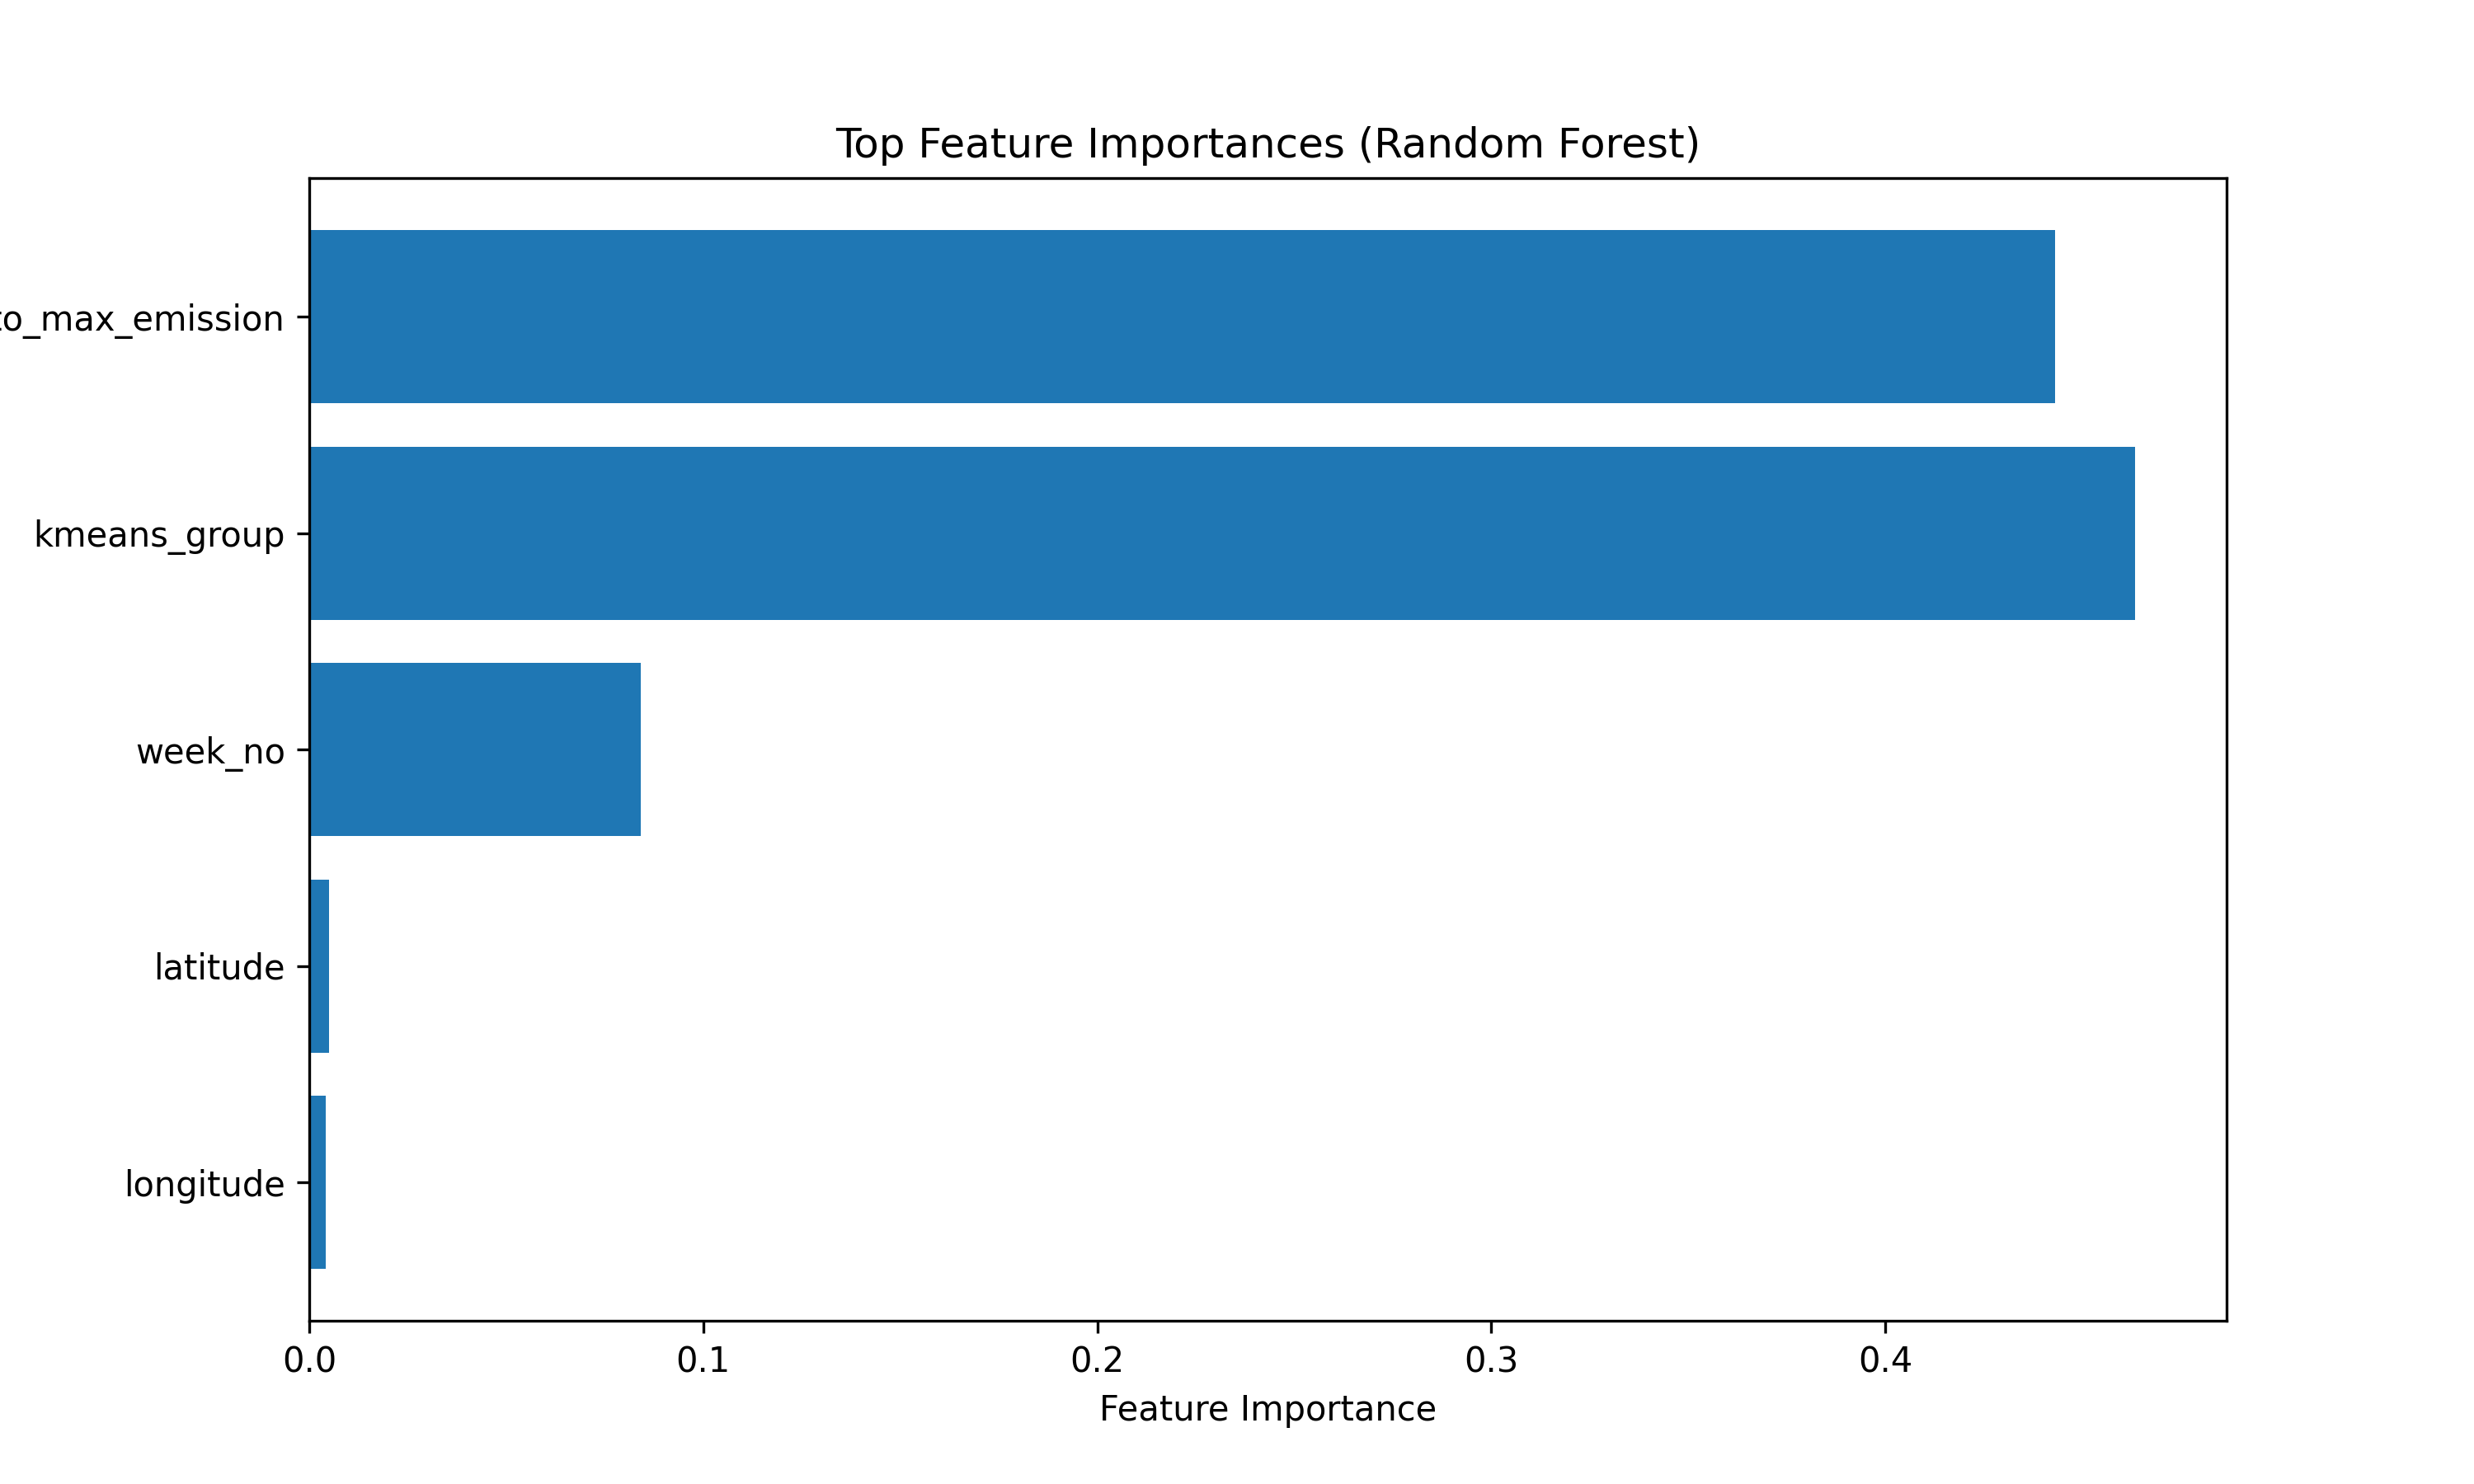 Top Feature Importances (Random Forest)
to_max_emission
kmeans_group
week_no
latitude
longitude
0.0 0.1 0.2 0.3 0.4
Feature Importance